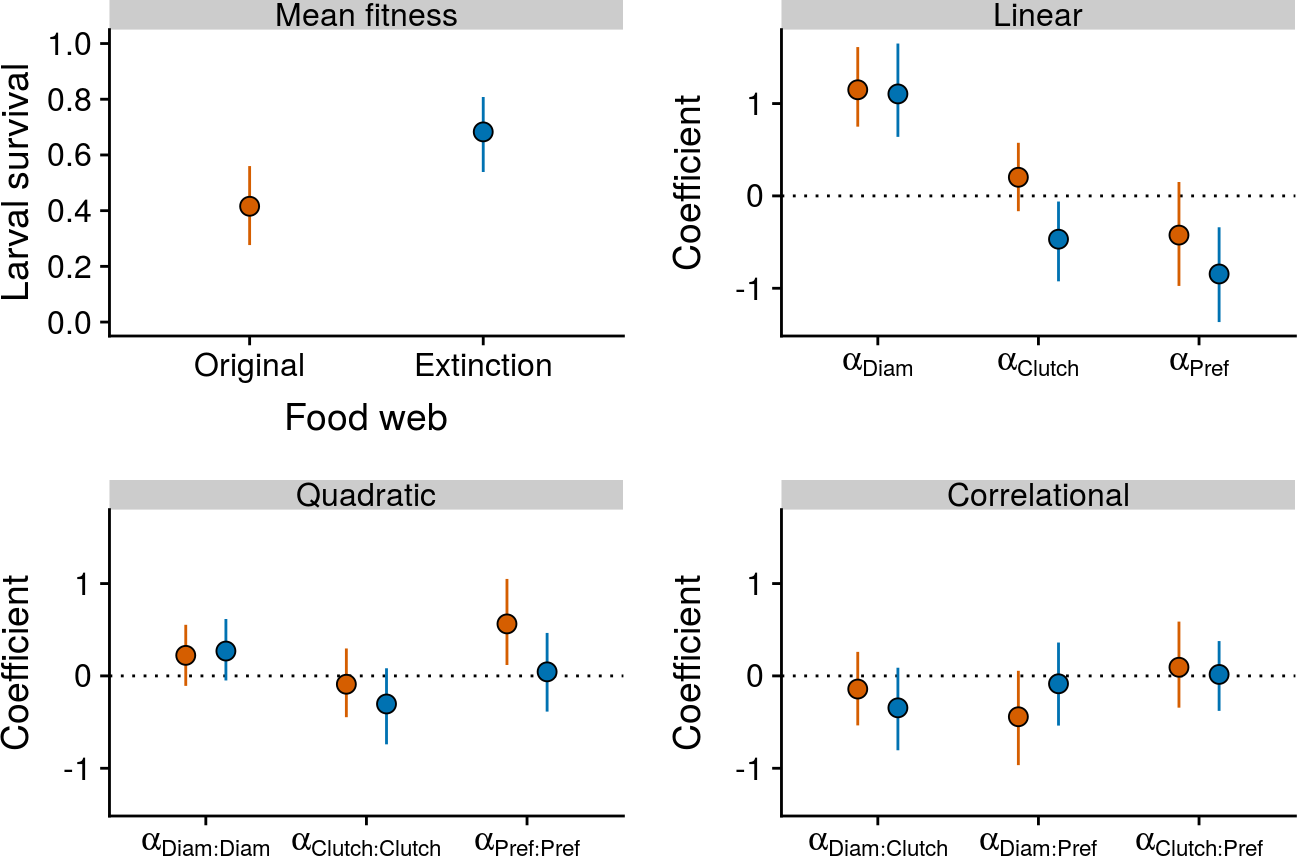 Mean fitness
Larval survival
1.0
0.8
0.6
0.4
0.2
0.0
Original Extinction
Food web
Linear
Coefficient
1
0
-1
αDiam αClutch αPref
Quadratic
Coefficient
1
0
-1
αDiam:Diam αClutch:Clutch αPref:Pref
Correlational
Coefficient
1
0
-1
αDiam:Clutch αDiam:Pref αClutch:Pref